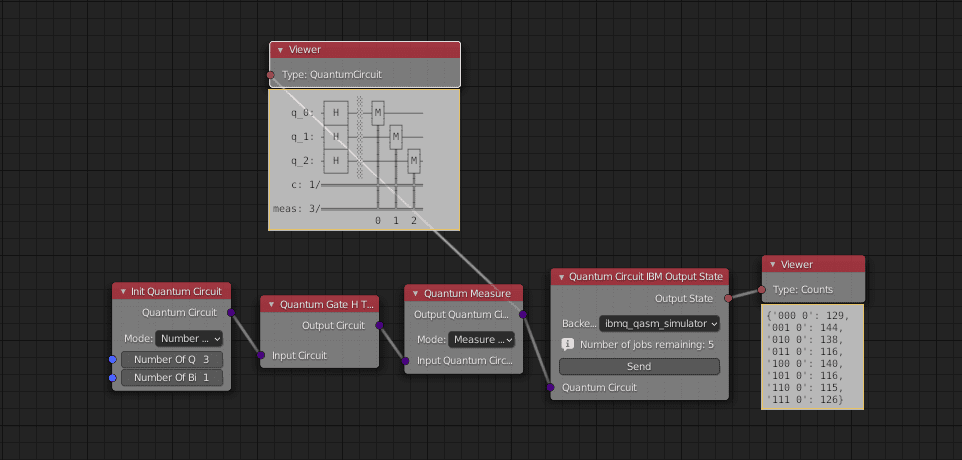 Viewer
Type: QuantumCircuit
q_0: H M
q_1: H M
q_2: H M
c: 1/
meas: 3/
0 1 2
Init Quantum Circuit
Quantum Circuit
Mode: Number ...
Number Of Q 3
Number Of Bi 1
Quantum Gate H T...
Output Circuit
Input Circuit
Quantum Measure
Output Quantum Ci...
Mode: Measure ...
Input Quantum Circ...
Quantum Circuit IBM Output State
Output State
Backe... ibmq_qasm_simulator
Number of jobs remaining: 5
Send
Quantum Circuit
Viewer
Type: Counts
{'000 0': 129,
'001 0': 144,
'010 0': 138,
'011 0': 116,
'100 0': 140,
'101 0': 116,
'110 0': 115,
'111 0': 126}